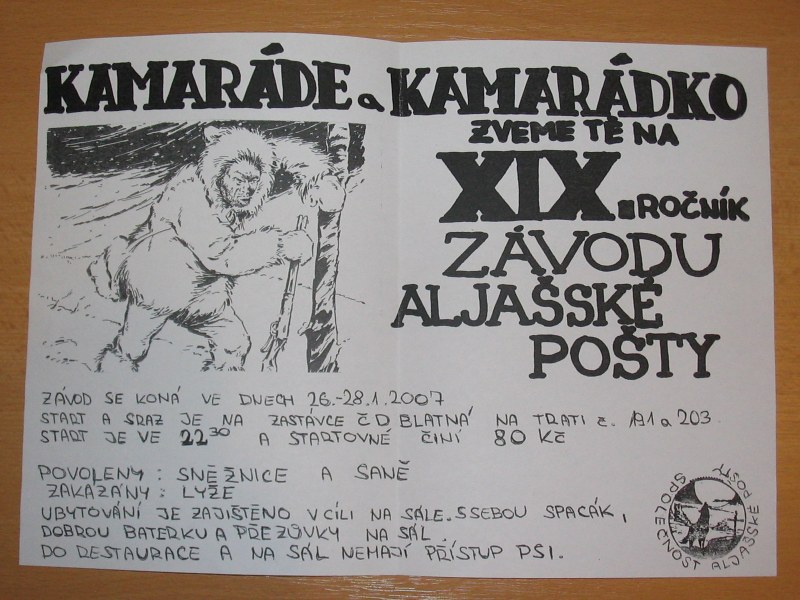 KAMARÁDE a KAMARÁDKO
ZVEME TĚ NA
XIX. ROČNÍK
ZÁVODU
ALJAŠSKÉ
POŠTY
ZÁVOD SE KONÁ VE DNECH 26.-28.1.2007
START A SRAZ JE NA ZASTÁVCE ČD BLATNÁ NA TRATI č. 191 a 203.
START JE VE 22³⁰ A STARTOVNÉ ČINÍ 80 Kč
POVOLENY : SNĚŽNICE A SANĚ
ZAKÁZÁNY : LYŽE
UBYTOVÁNÍ JE ZAJIŠTĚNO V CÍLI NA SÁLE. S SEBOU SPACÁK,
DOBROU BATERKU A PŘEZŮVKY NA SÁL.
DO RESTAURACE A NA SÁL NEMAJÍ PŘÍSTUP PSI.
SPOLEČNOST ALJAŠSKÉ POŠTY